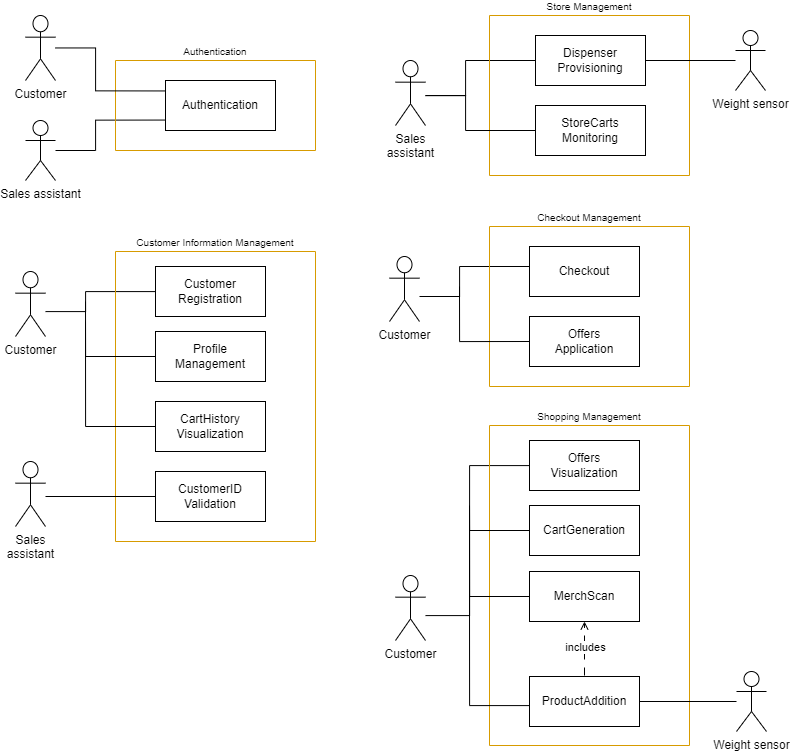 Authentication
Customer
Authentication
Sales assistant
Store Management
Dispenser
Provisioning
Weight sensor
Sales
assistant
StoreCarts
Monitoring
Customer Information Management
Customer
Registration
Customer
Profile
Management
CartHistory
Visualization
CustomerID
Validation
Sales
assistant
Checkout Management
Checkout
Customer
Offers
Application
Shopping Management
Offers
Visualization
CartGeneration
MerchScan
includes
Customer
ProductAddition
Weight sensor